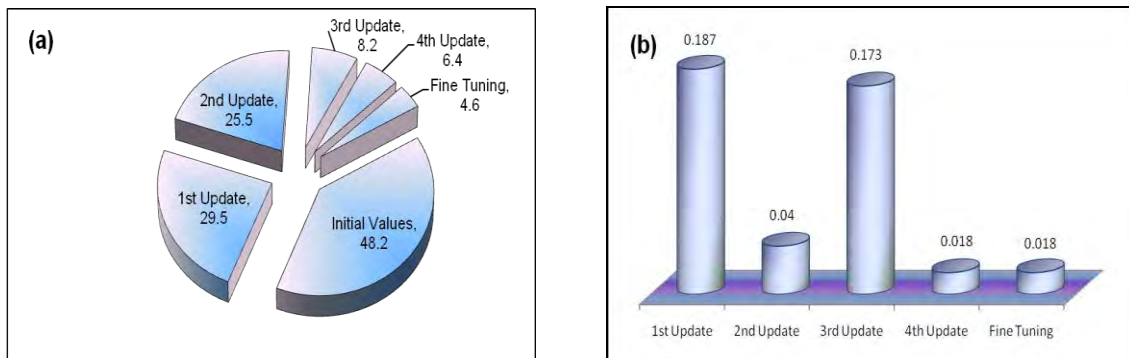 (a)
3rd Update,
8.2
4th Update,
6.4
Fine Tuning,
4.6
2nd Update,
25.5
1st Update,
29.5
Initial Values,
48.2
(b)
0.187
0.04
0.173
0.018
0.018
1st Update
2nd Update
3rd Update
4th Update
Fine Tuning